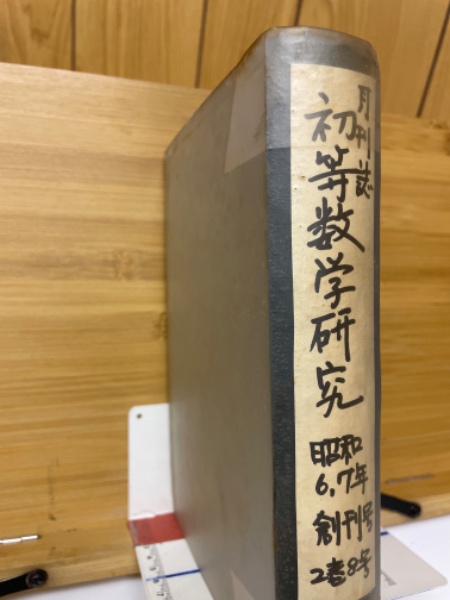 月刊誌
初等数学研究
昭和
6,7年
創刊号
2巻8号